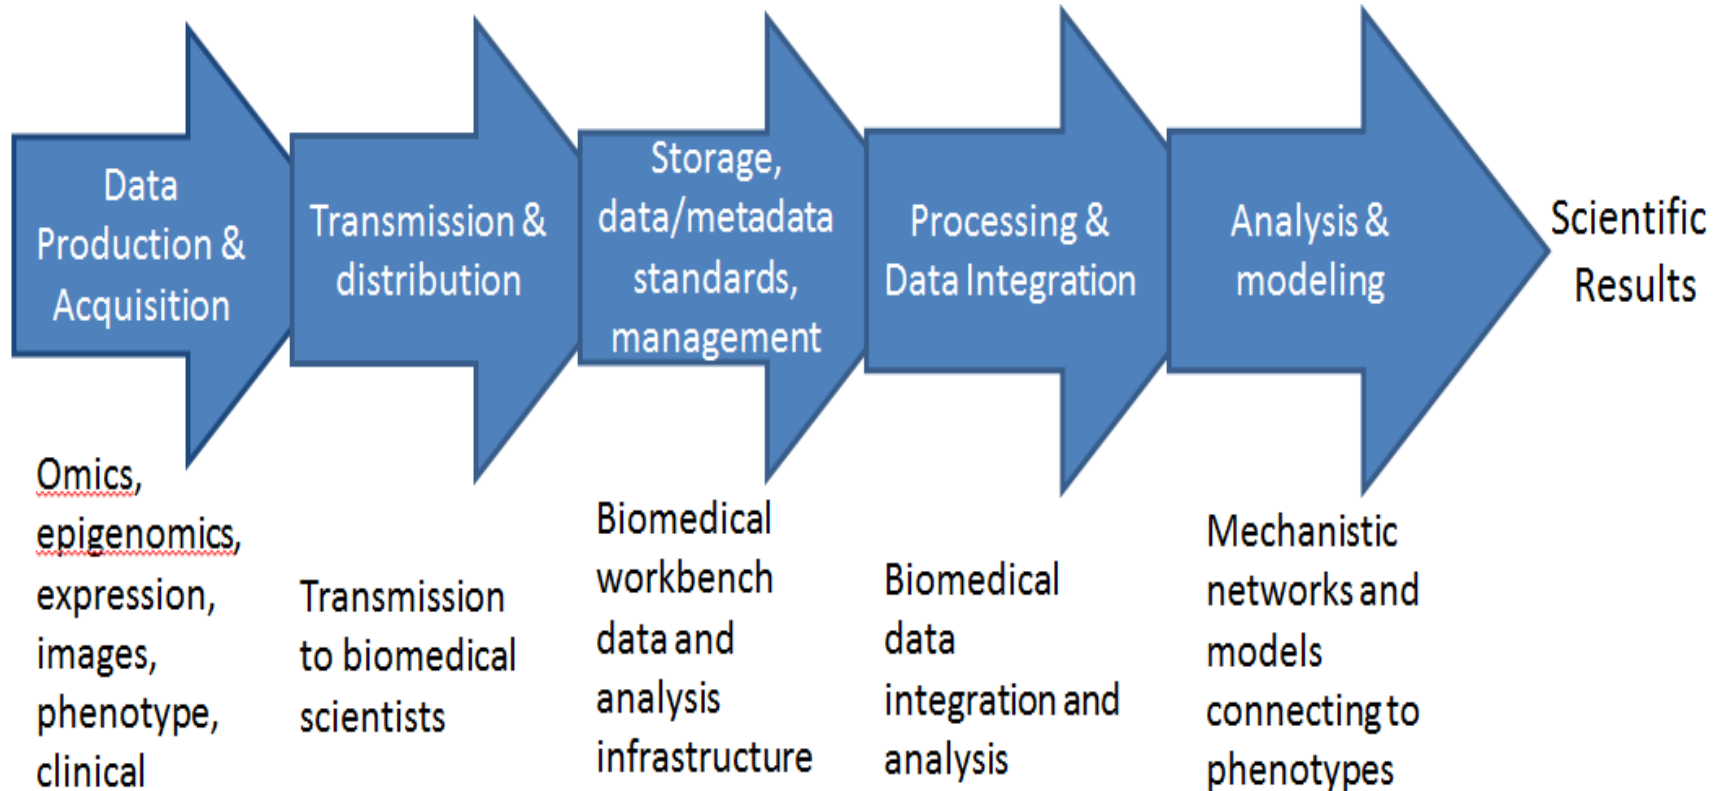 Data
Production &
Acquisition
Transmission &
distribution
Storage,
data/metadata
standards,
management
Processing &
Data Integration
Analysis &
modeling
Scientific
Results
Omics,
epigenomics,
expression,
images,
phenotype,
clinical
Transmission
to biomedical
scientists
Biomedical
workbench
data and
analysis
infrastructure
Biomedical
data
integration and
analysis
Mechanistic
networks and
models
connecting to
phenotypes